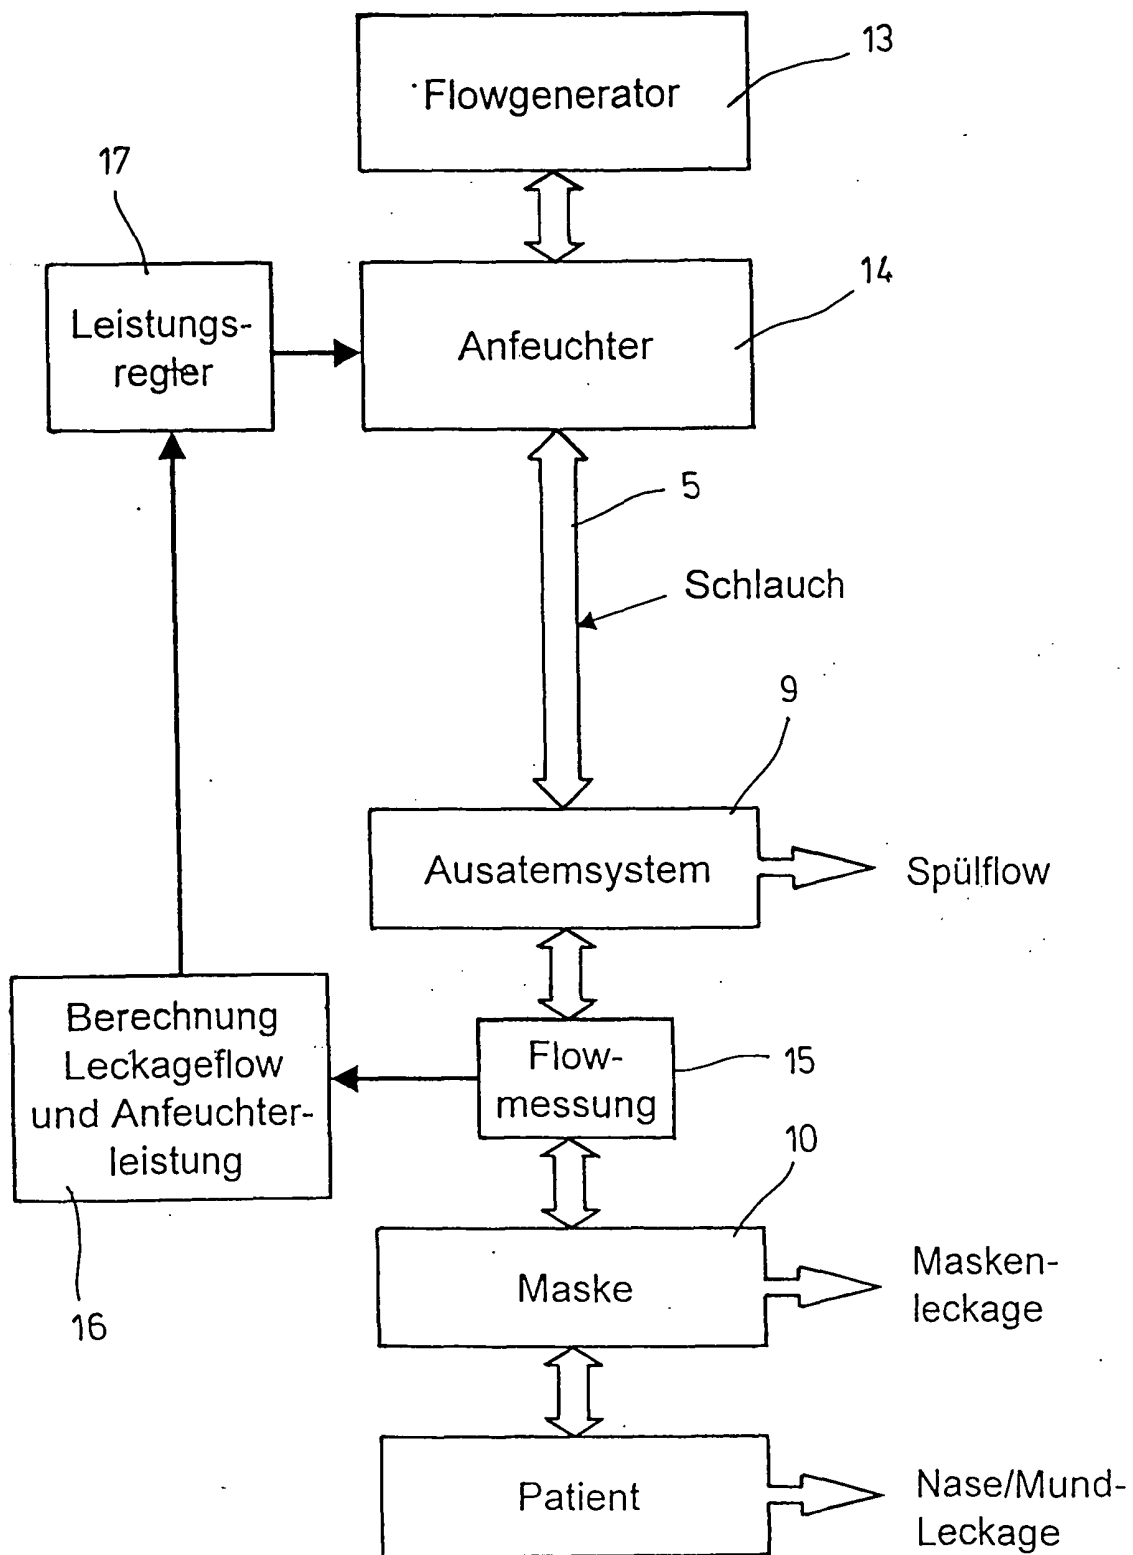 13
Flowgenerator
17
14
Leistungs-
regler
Anfeuchter
5
Schlauch
9
Ausatemsystem
Spülflow
Berechnung
Leckageflow
und Anfeuchter-
leistung
Flow-
messung
15
10
16
Maske
Masken-
leckage
Patient
Nase/Mund-
Leckage